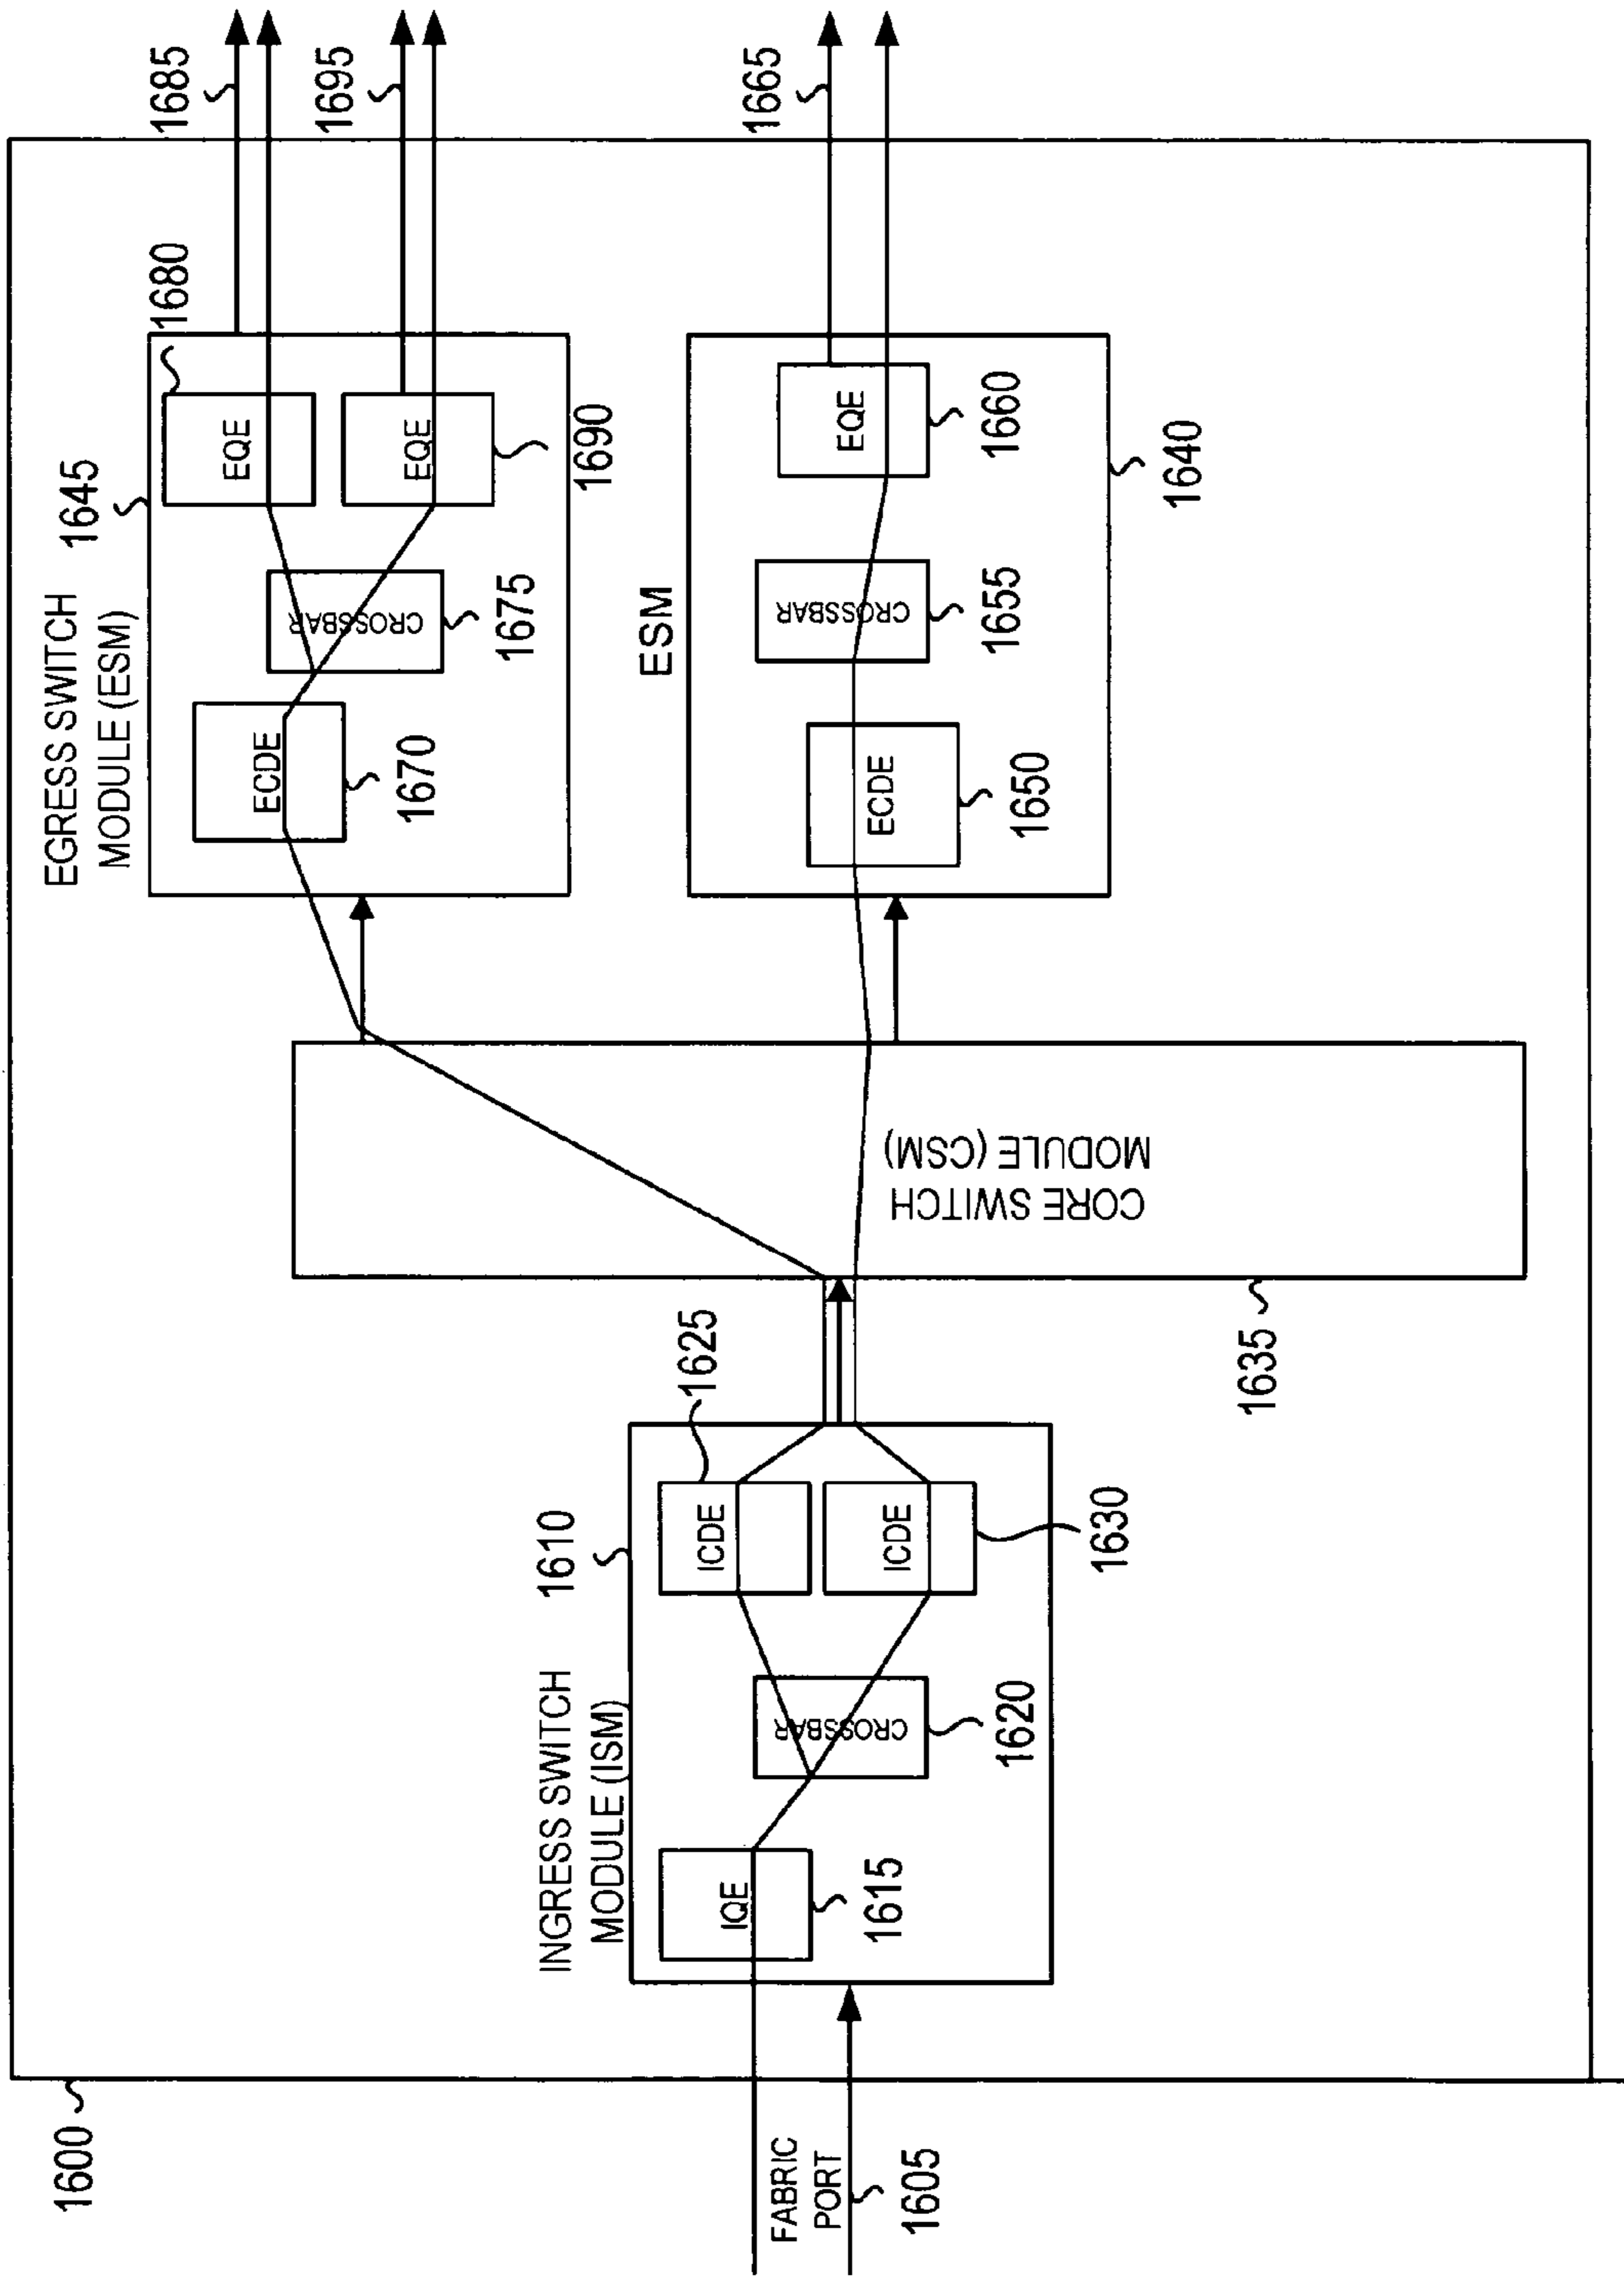 1600
FABRIC
PORT
1605
INGRESS SWITCH
MODULE (ISM)
1610
IQE
1615
CROSSBAR
1620
ICDE
1625
ICDE
1630
CORE SWITCH
MODULE (CSM)
1635
EGRESS SWITCH
MODULE (ESM)
1645
ECDE
1670
CROSSBAR
1675
EQE
1680
EQE
1690
1685
1695
ESM
ECDE
1650
CROSSBAR
1655
EQE
1660
1640
1665